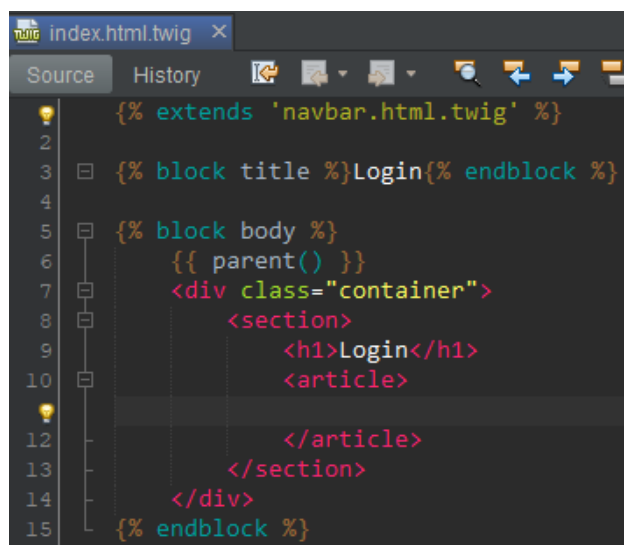 index.html.twig ×
Source History
{% extends 'navbar.html.twig' %}
2
3 {% block title %}Login{% endblock %}
4
5 {% block body %}
6 {{ parent() }}
7 <div class="container">
8 <section>
9 <h1>Login</h1>
10 <article>
12 </article>
13 </section>
14 </div>
15 {% endblock %}